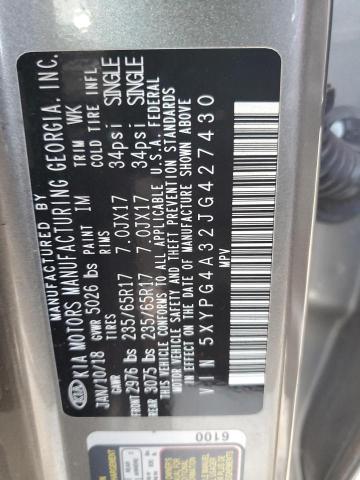 KIA
MANUFACTURED BY
KIA MOTORS MANUFACTURING GEORGIA, INC.
JAN/10/18 PAINT 1M TRIM WK
GVWR 5026 lbs
GAWR TIRES RIMS COLD TIRE INFL
FRONT 2976 lbs 235/65R17 7.0JX17 34psi SINGLE
REAR 3075 lbs 235/65R17 7.0JX17 34psi SINGLE
THIS VEHICLE CONFORMS TO ALL APPLICABLE U.S.A. FEDERAL
MOTOR VEHICLE SAFETY AND THEFT PREVENTION STANDARDS
IN EFFECT ON THE DATE OF MANUFACTURE SHOWN ABOVE
VIN 5XYPG4A32JG427430
MPV
6100